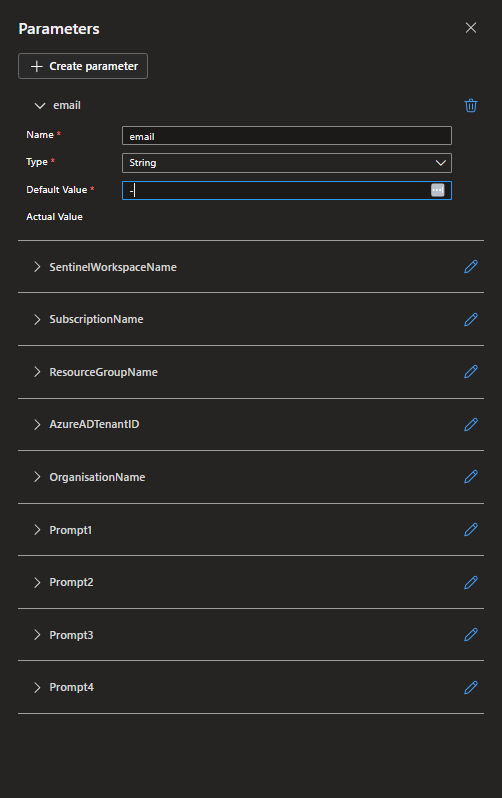 Parameters
Create parameter
email
Name * email
Type * String
Default Value * -
Actual Value
SentinelWorkspaceName
SubscriptionName
ResourceGroupName
AzureADTenantID
OrganisationName
Prompt1
Prompt2
Prompt3
Prompt4